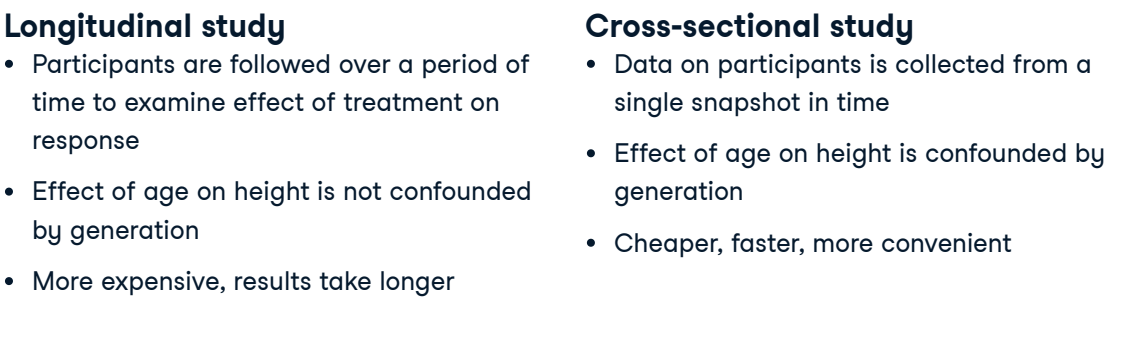 Longitudinal study
• Participants are followed over a period of
time to examine effect of treatment on
response
• Effect of age on height is not confounded
by generation
• More expensive, results take longer
Cross-sectional study
• Data on participants is collected from a
single snapshot in time
• Effect of age on height is confounded by
generation
• Cheaper, faster, more convenient